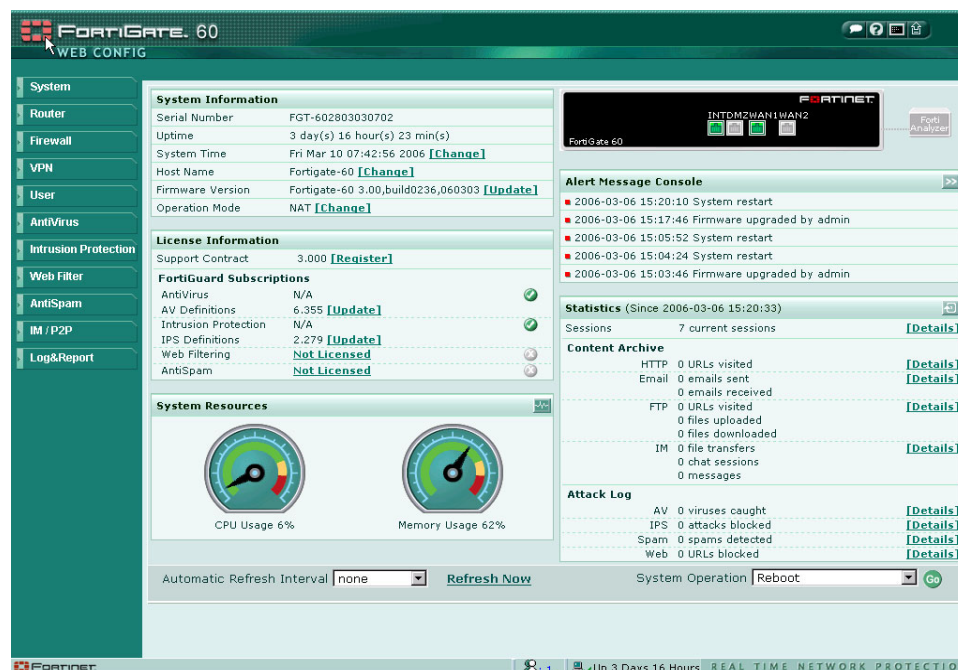 FORTIGATE. 60
WEB CONFIG
System
Router
Firewall
VPN
User
AntiVirus
Intrusion Protection
Web Filter
AntiSpam
IM / P2P
Log&Report
System Information
Serial Number FGT-602803030702
Uptime 3 day(s) 16 hour(s) 23 min(s)
System Time Fri Mar 10 07:42:56 2006 [Change]
Host Name Fortigate-60 [Change]
Firmware Version Fortigate-60 3.00,build0236,060303 [Update]
Operation Mode NAT [Change]
License Information
Support Contract 3.000 [Register]
FortiGuard Subscriptions
AntiVirus N/A
AV Definitions 6.355 [Update]
Intrusion Protection N/A
IPS Definitions 2.279 [Update]
Web Filtering Not Licensed
AntiSpam Not Licensed
System Resources
CPU Usage 6%
Memory Usage 62%
FORTINET
INTDMZWAN1WAN2
FortiGate 60
Forti
Analyzer
Alert Message Console >>
2006-03-06 15:20:10 System restart
2006-03-06 15:17:46 Firmware upgraded by admin
2006-03-06 15:05:52 System restart
2006-03-06 15:04:24 System restart
2006-03-06 15:03:46 Firmware upgraded by admin
Statistics (Since 2006-03-06 15:20:33)
Sessions 7 current sessions [Details]
Content Archive
HTTP 0 URLs visited [Details]
Email 0 emails sent [Details]
0 emails received
FTP 0 URLs visited [Details]
0 files uploaded
0 files downloaded
IM 0 file transfers [Details]
0 chat sessions
0 messages
Attack Log
AV 0 viruses caught [Details]
IPS 0 attacks blocked [Details]
Spam 0 spams detected [Details]
Web 0 URLs blocked [Details]
Automatic Refresh Interval none Refresh Now
System Operation Reboot Go
FORTINET
1 Up 3 Days 16 Hours REAL TIME NETWORK PROTECTIO